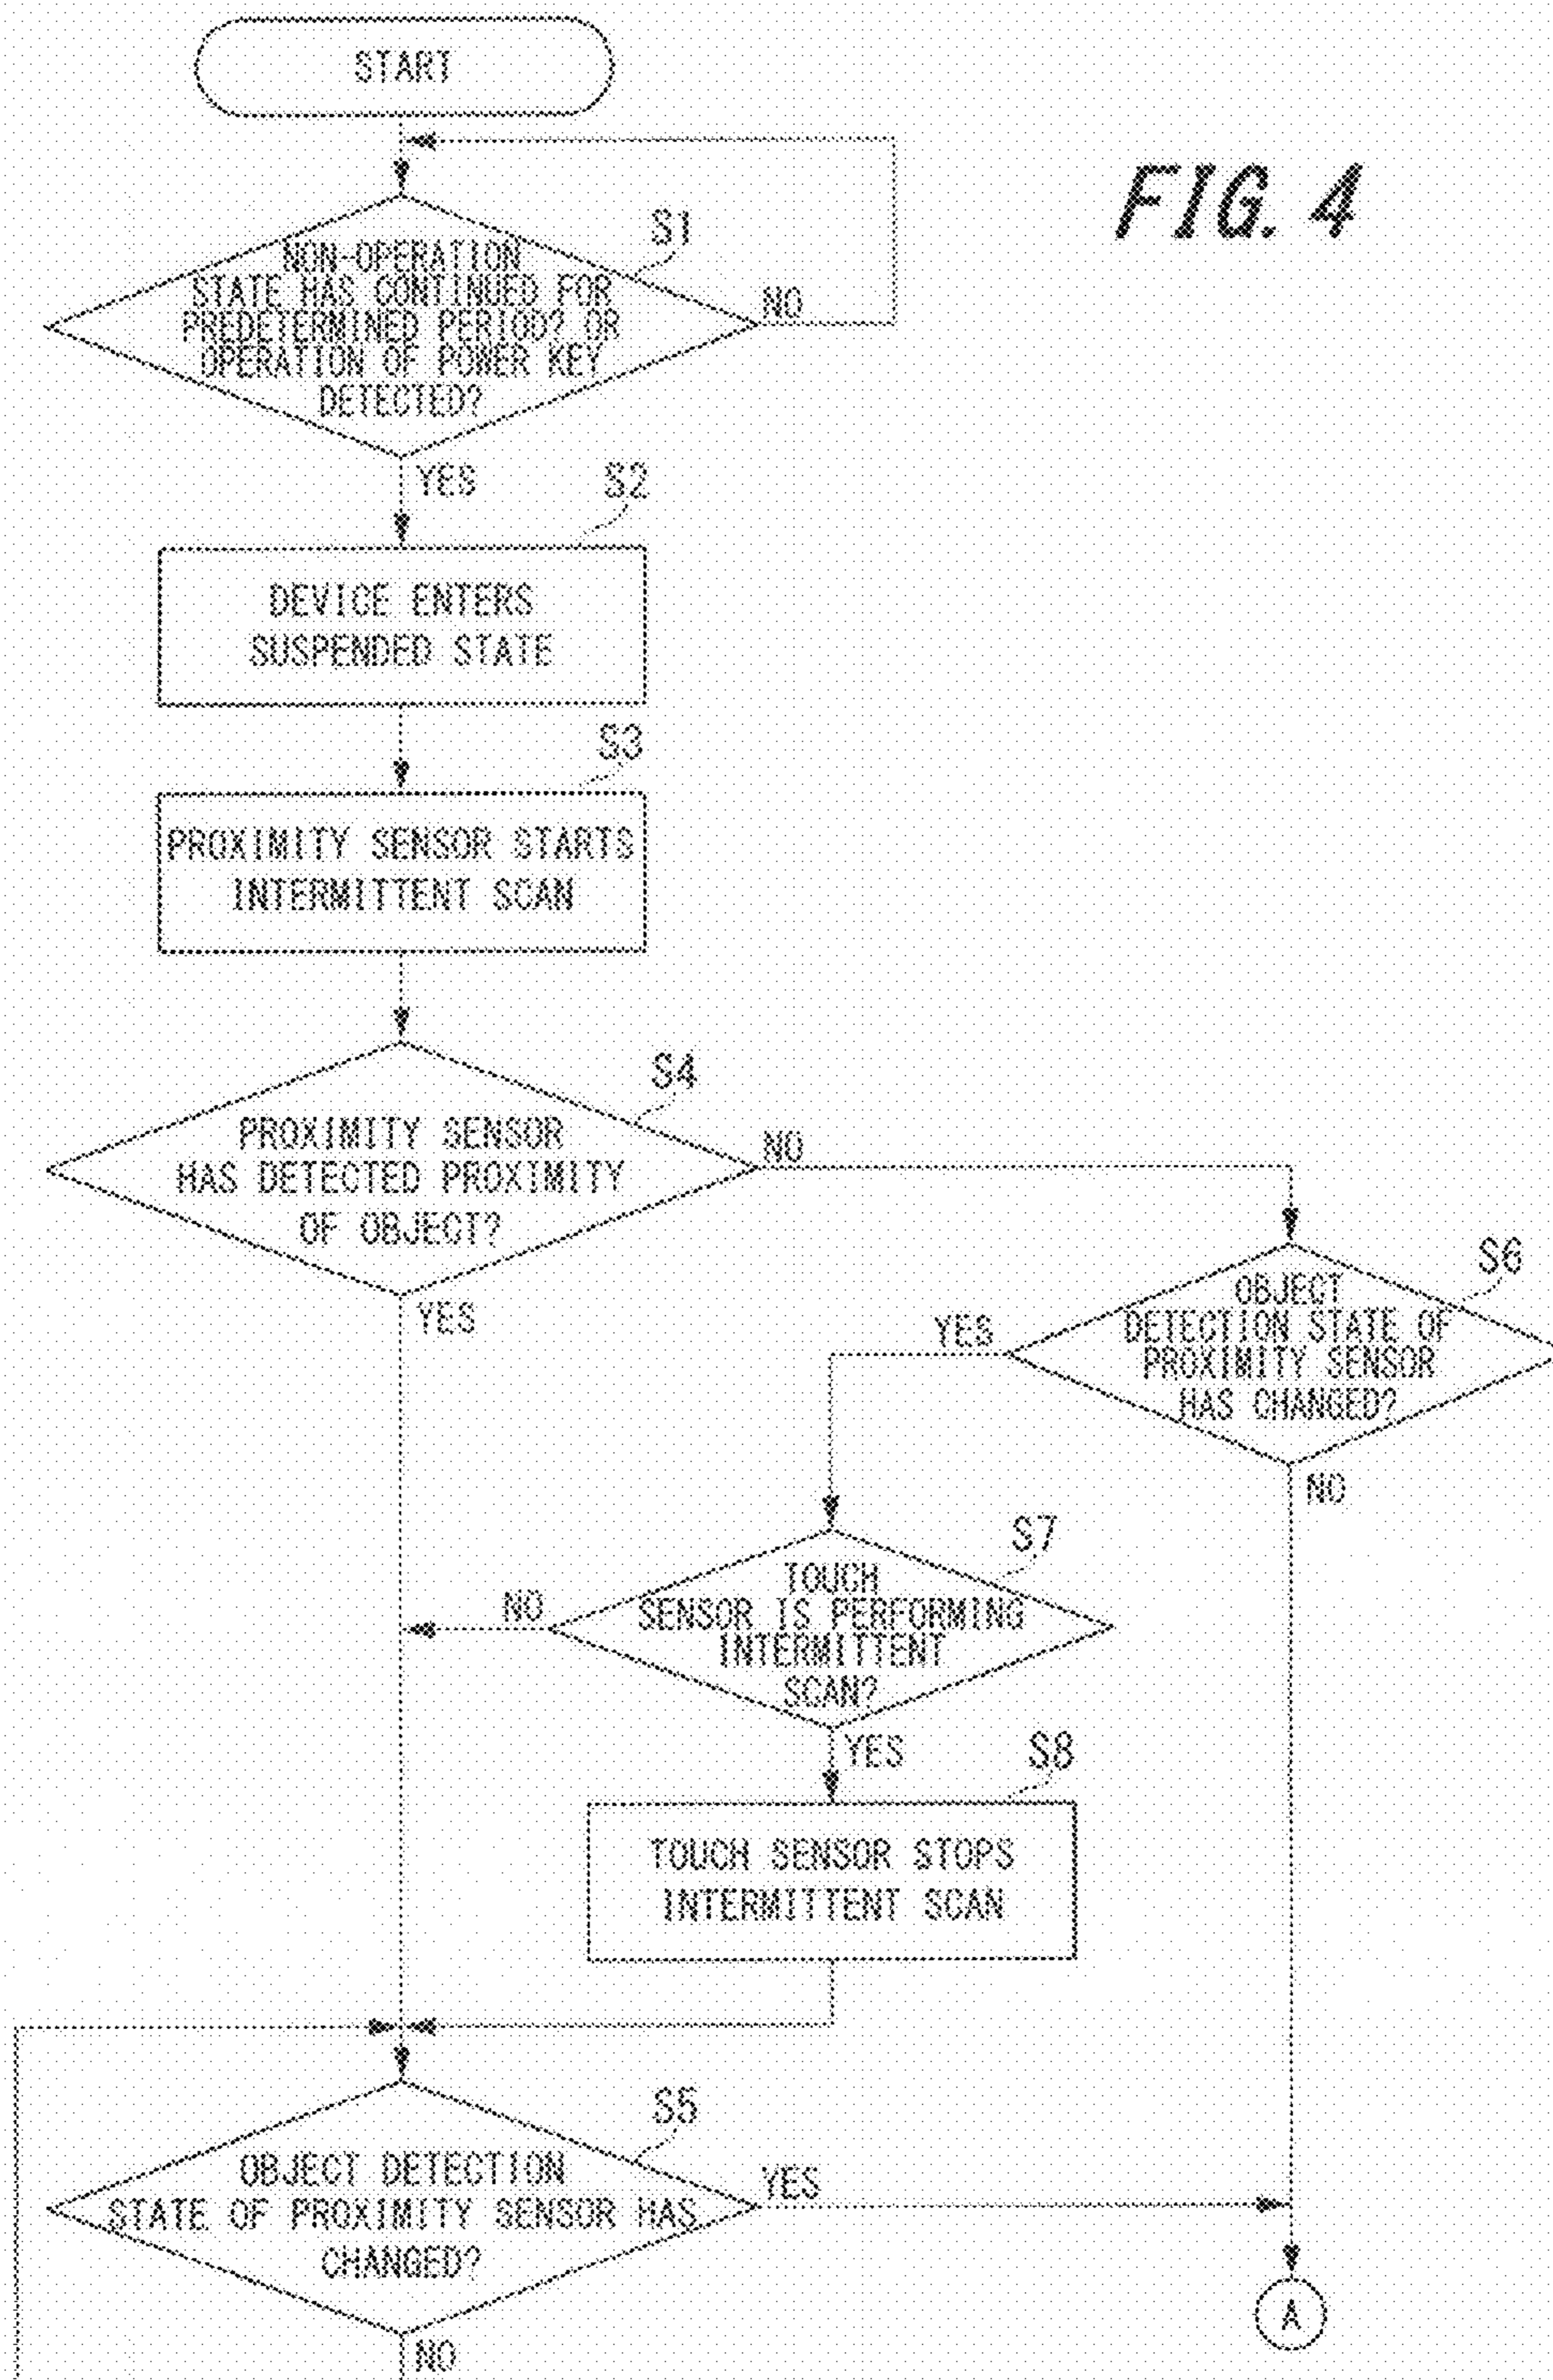 START
FIG. 4
S1
NON-OPERATION
STATE HAS CONTINUED FOR
PREDETERMINED PERIOD? OR
OPERATION OF POWER KEY
DETECTED?
NO
YES
S2
DEVICE ENTERS
SUSPENDED STATE
S3
PROXIMITY SENSOR STARTS
INTERMITTENT SCAN
S4
PROXIMITY SENSOR
HAS DETECTED PROXIMITY
OF OBJECT?
NO
YES
S6
OBJECT
DETECTION STATE OF
PROXIMITY SENSOR
HAS CHANGED?
YES
NO
S7
TOUCH
SENSOR IS PERFORMING
INTERMITTENT
SCAN?
NO
YES
S8
TOUCH SENSOR STOPS
INTERMITTENT SCAN
S5
OBJECT DETECTION
STATE OF PROXIMITY SENSOR HAS
CHANGED?
YES
A
NO